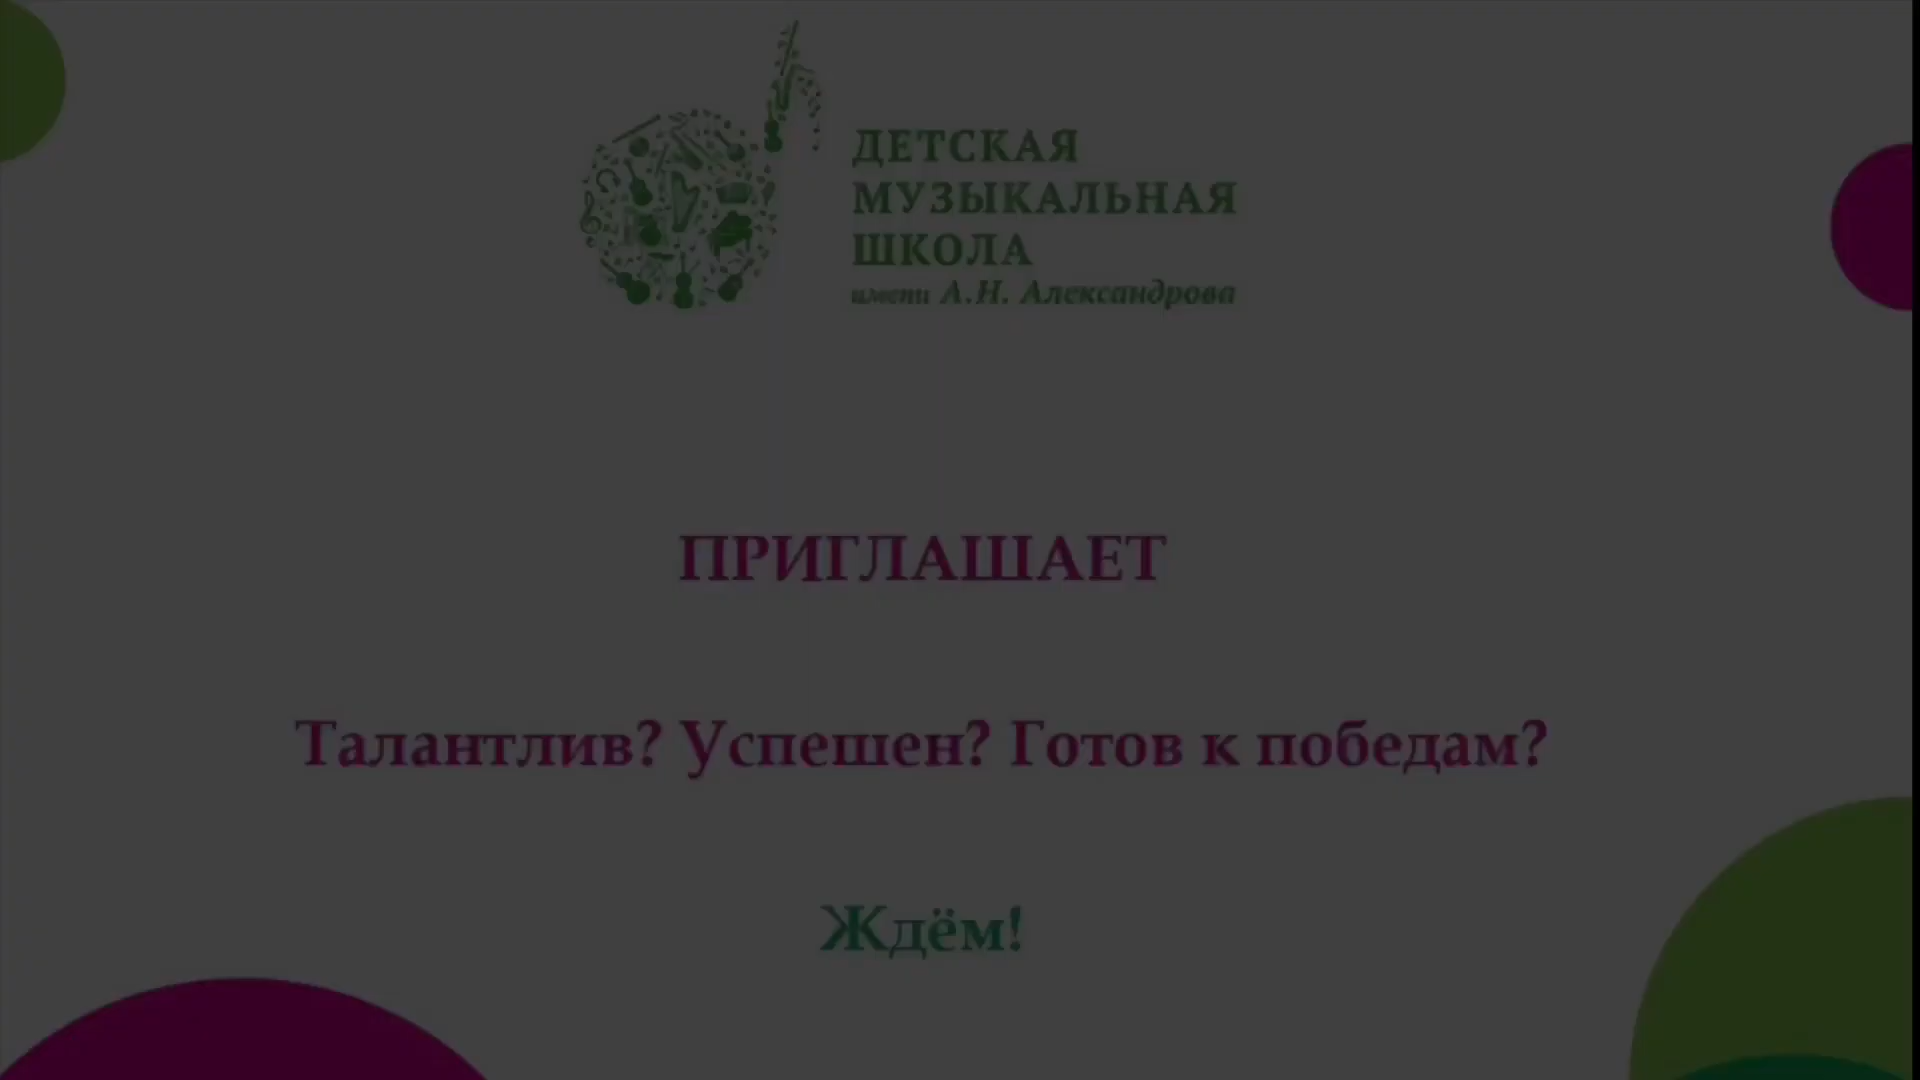 ДЕТСКАЯ
МУЗЫКАЛЬНАЯ
ШКОЛА
имени А.Н. Александрова
ПРИГЛАШАЕТ
Талантлив? Успешен? Готов к победам?
Ждём!